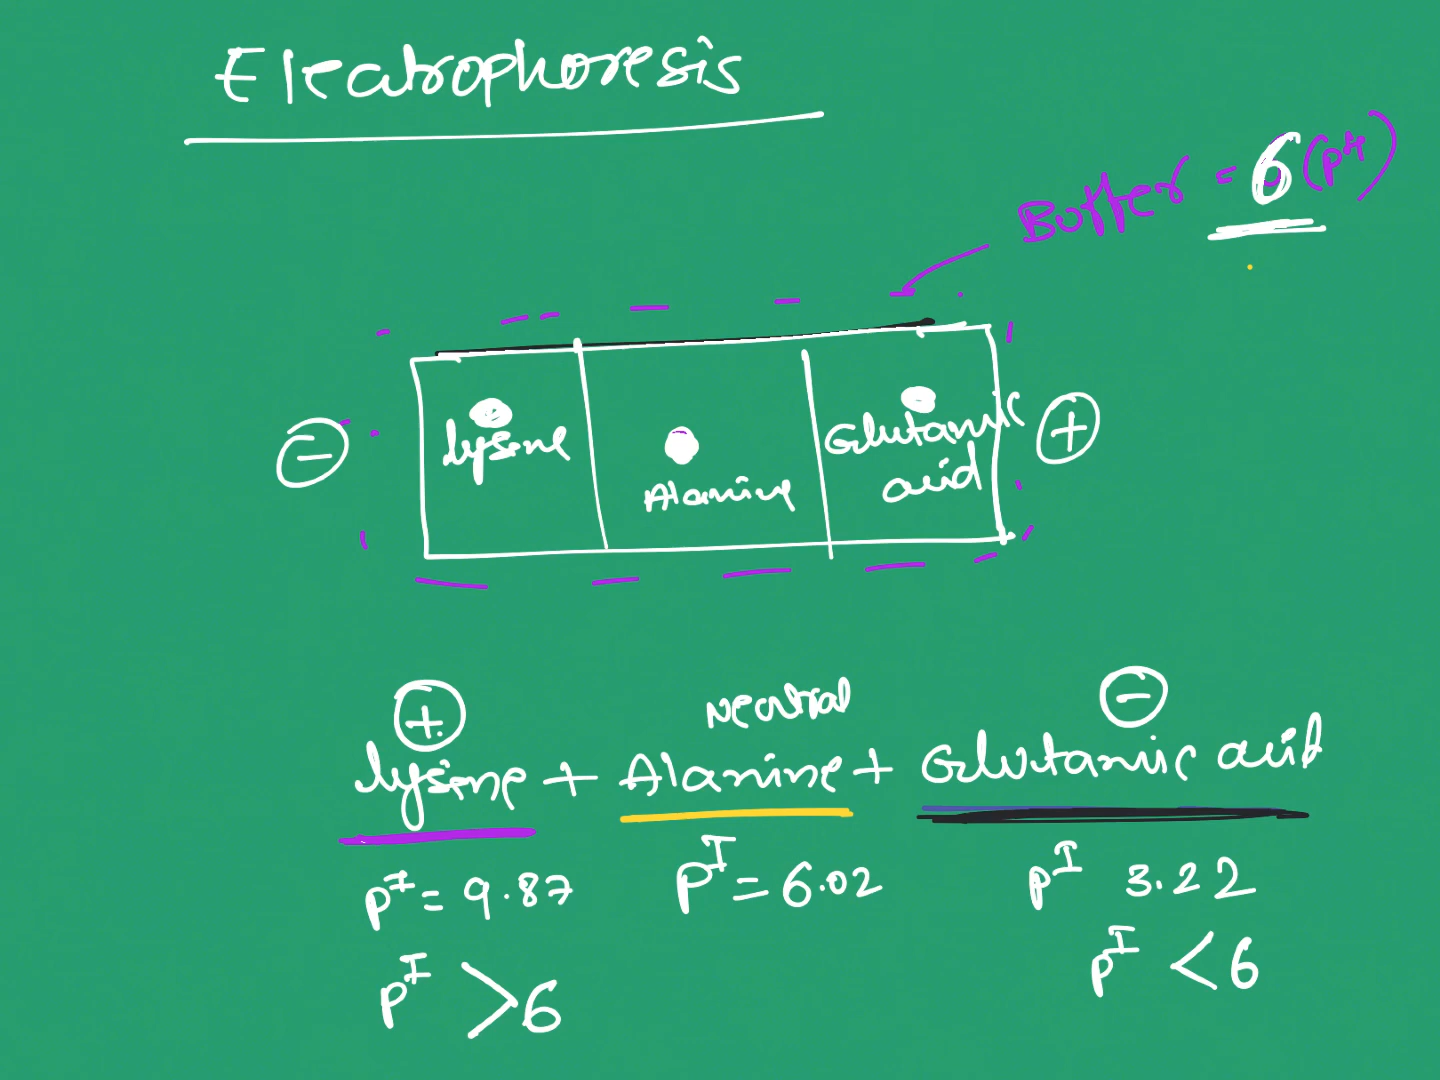 Electrophoresis
Buffer = 6 (pH)
- Lysine Alanine Glutamic acid +
+ Neutral -
Lysine + Alanine + Glutamic acid
pI = 9.87 pI = 6.02 pI 3.22
pI > 6 pI < 6